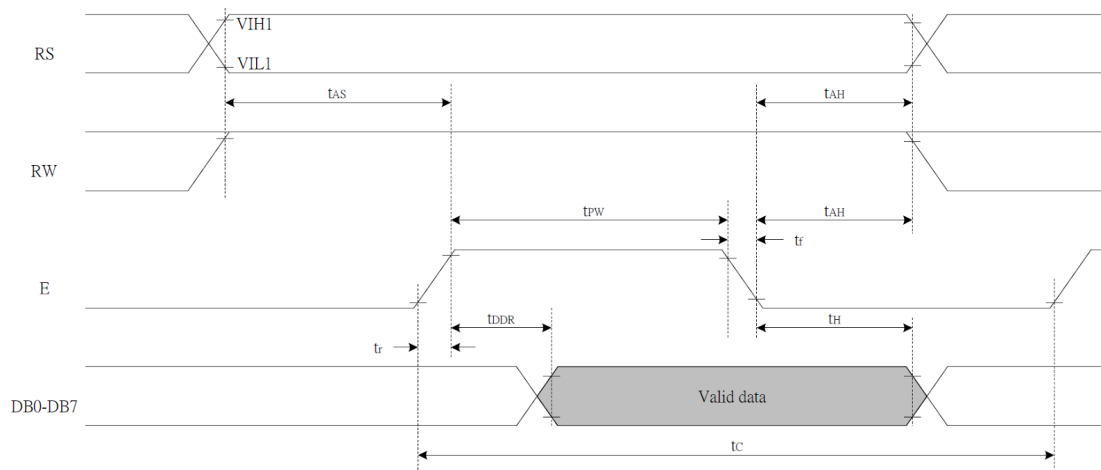 VIH1
RS
VIL1
tAS
tAH
RW
tPW
tAH
tf
E
tDDR
tH
tr
Valid data
DB0-DB7
tC